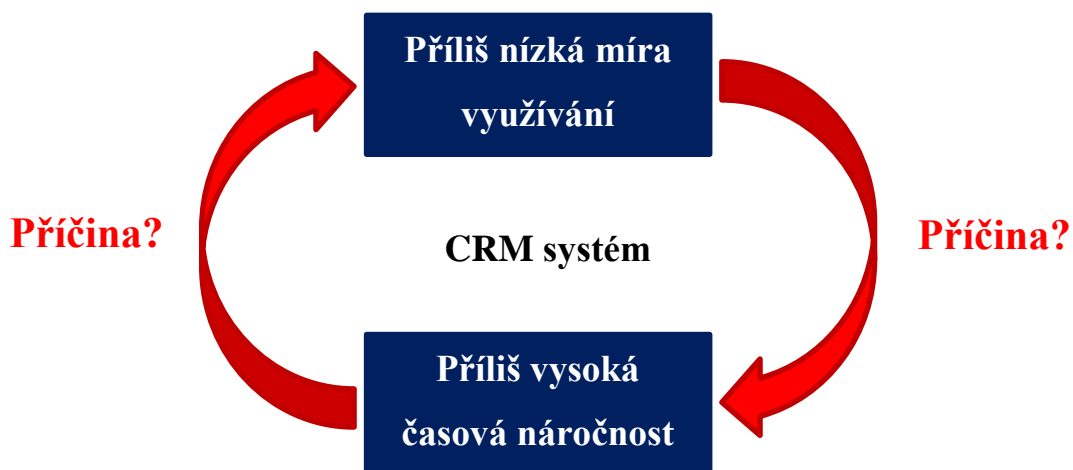 Příliš nízká míra
využívání
Příčina?
CRM systém
Příčina?
Příliš vysoká
časová náročnost